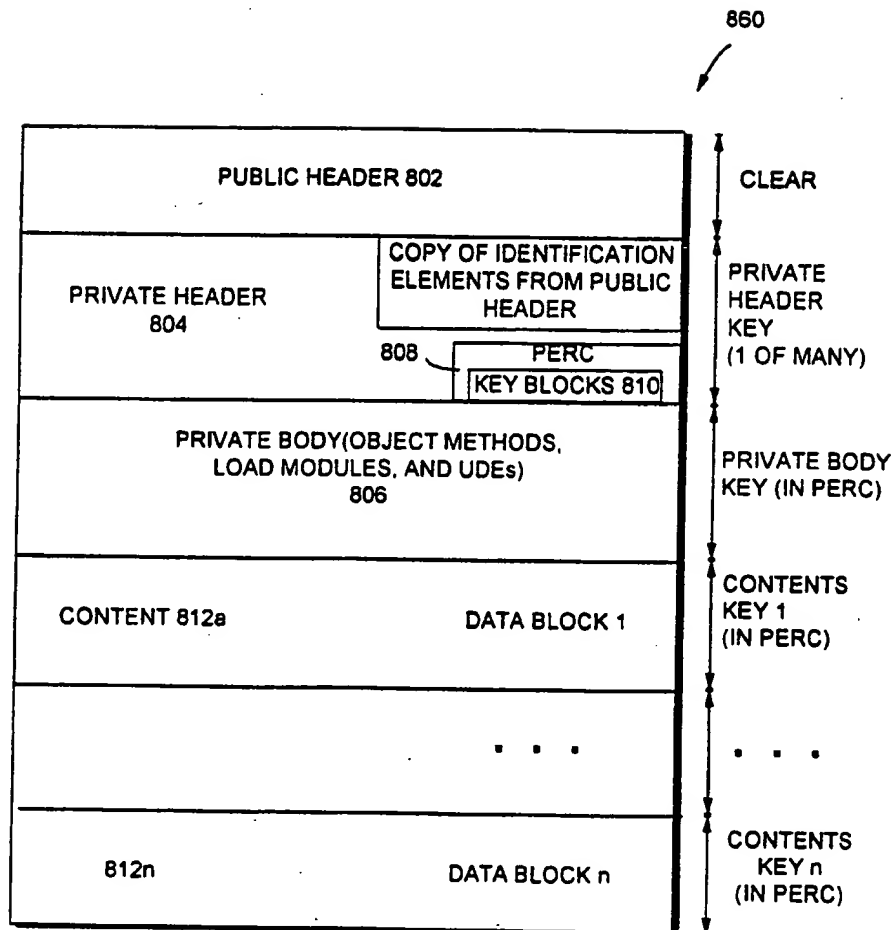 860
PUBLIC HEADER 802
CLEAR
COPY OF IDENTIFICATION
ELEMENTS FROM PUBLIC
HEADER
PRIVATE HEADER
804
PRIVATE
HEADER
KEY
(1 OF MANY)
808
PERC
KEY BLOCKS 810
PRIVATE BODY(OBJECT METHODS,
LOAD MODULES, AND UDEs)
806
PRIVATE BODY
KEY (IN PERC)
CONTENT 812a
DATA BLOCK 1
CONTENTS
KEY 1
(IN PERC)
. . .
. . .
812n
DATA BLOCK n
CONTENTS
KEY n
(IN PERC)